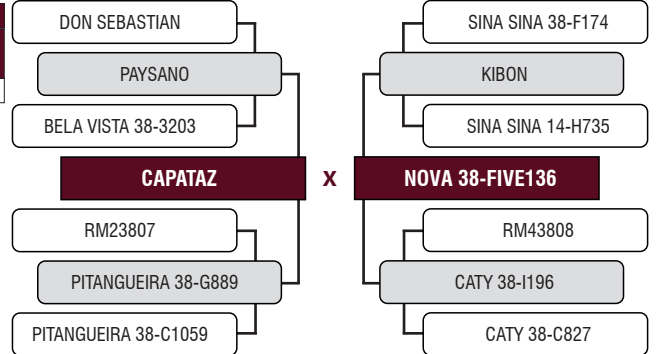 DON SEBASTIAN
PAYSANO
BELA VISTA 38-3203
CAPATAZ
RM23807
PITANGUEIRA 38-G889
PITANGUEIRA 38-C1059
X
SINA SINA 38-F174
KIBON
SINA SINA 14-H735
NOVA 38-FIVE136
RM43808
CATY 38-I196
CATY 38-C827